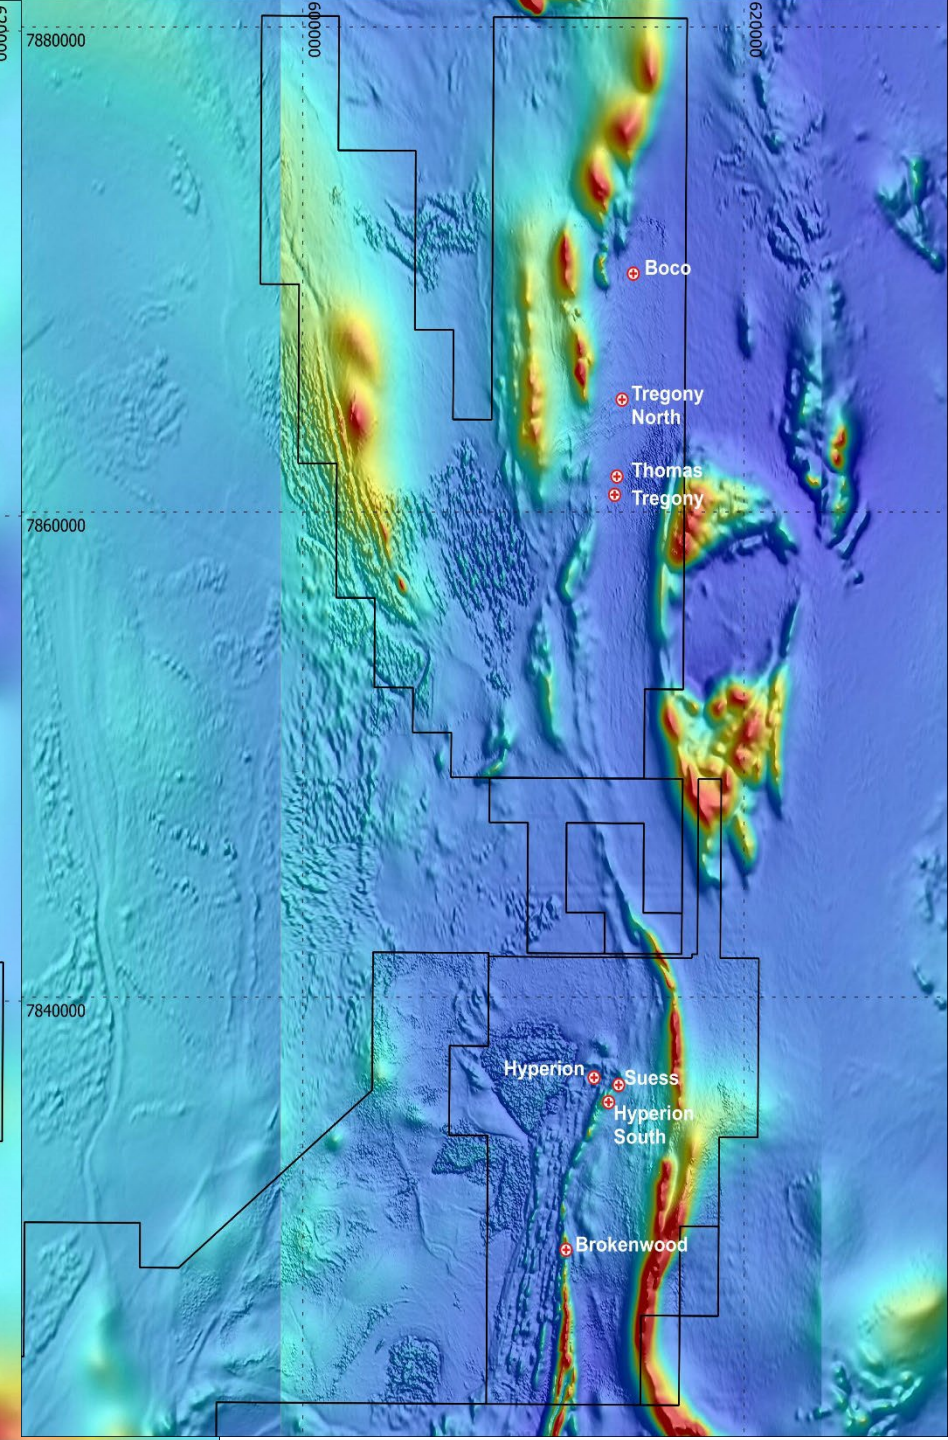 600000
620000
7880000
Boco
Tregony
North
Thomas
Tregony
7860000
7840000
Hyperion
Suess
Hyperion
South
Brokenwood